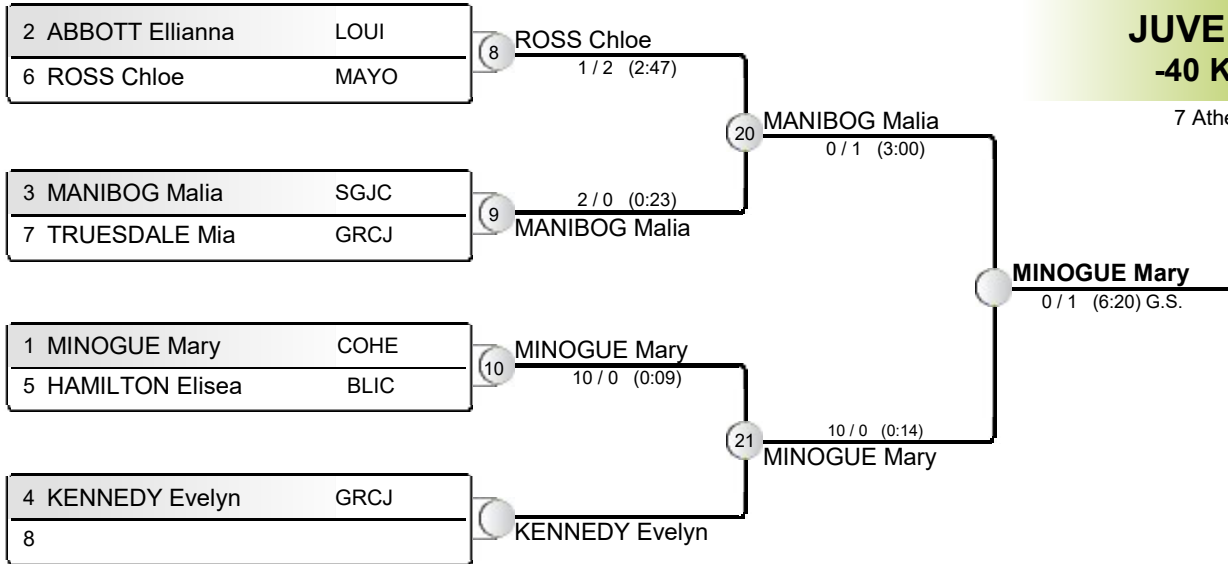 JUVE
-40 K
7 Athe
2 ABBOTT Ellianna LOUI
6 ROSS Chloe MAYO
8
ROSS Chloe
1 / 2 (2:47)
20
MANIBOG Malia
0 / 1 (3:00)
3 MANIBOG Malia SGJC
7 TRUESDALE Mia GRCJ
9
2 / 0 (0:23)
MANIBOG Malia
MINOGUE Mary
0 / 1 (6:20) G.S.
1 MINOGUE Mary COHE
5 HAMILTON Elisea BLIC
10
MINOGUE Mary
10 / 0 (0:09)
21
10 / 0 (0:14)
MINOGUE Mary
4 KENNEDY Evelyn GRCJ
8
KENNEDY Evelyn